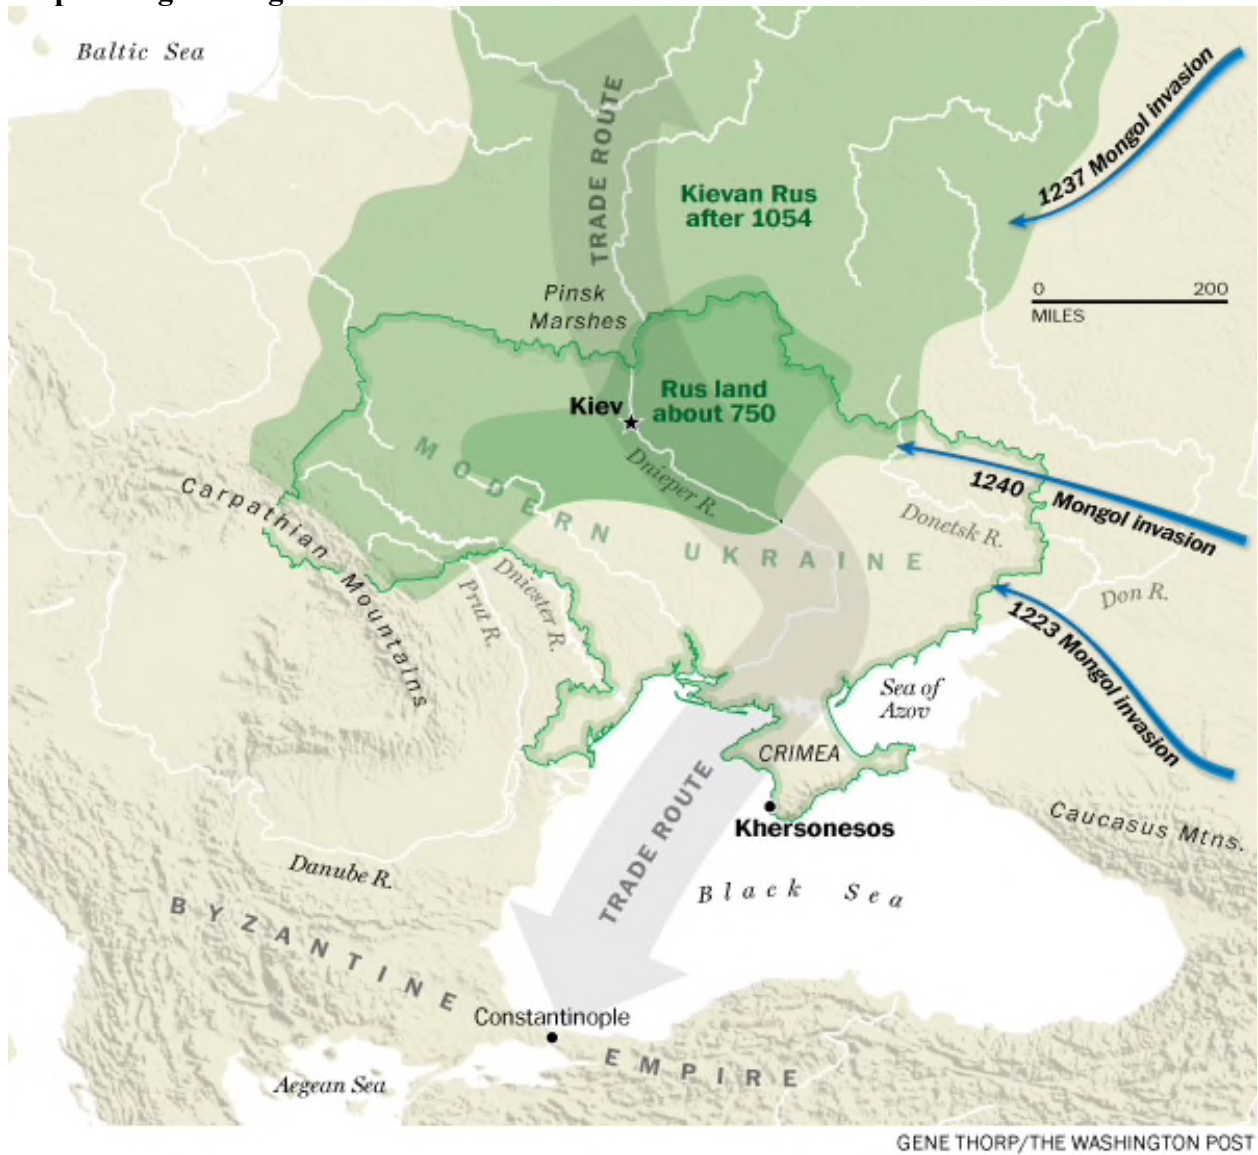 Baltic Sea
TRADE ROUTE
1237 Mongol invasion
Kievan Rus
after 1054
Pinsk
Marshes
0 200
MILES
Rus land
about 750
Kiev
MODERN UKRAINE
Dnieper R.
1240 Mongol invasion
Donetsk R.
Carpathian Mountains
Prut R.
Dniester R.
Don R.
1223 Mongol invasion
Sea of
Azov
CRIMEA
TRADE ROUTE
Khersonesos
Caucasus Mtns.
Danube R.
Black Sea
BYZANTINE EMPIRE
Constantinople
Aegean Sea
GENE THORP/THE WASHINGTON POST